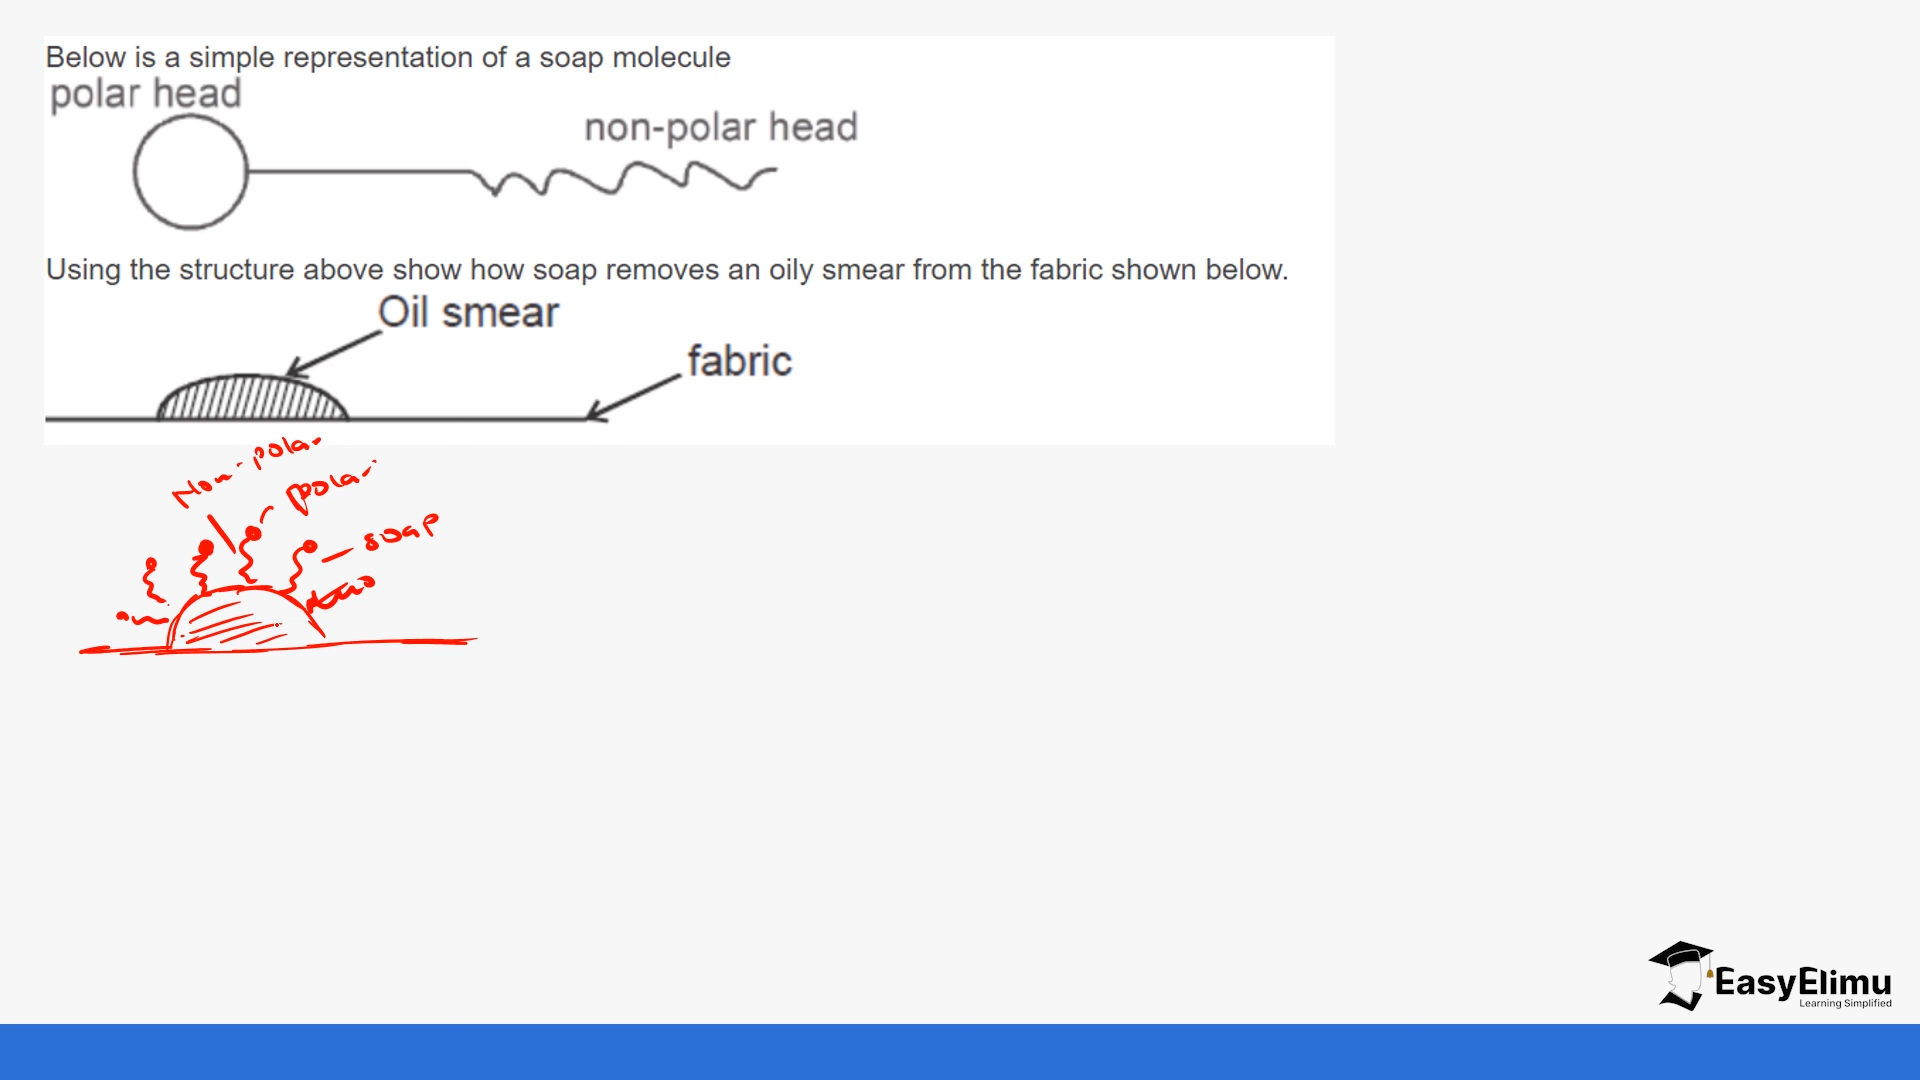 Below is a simple representation of a soap molecule
polar head
non-polar head
Using the structure above show how soap removes an oily smear from the fabric shown below.
Oil smear
fabric
Non-polar
polar
soap
EasyElimu
Learning Simplified